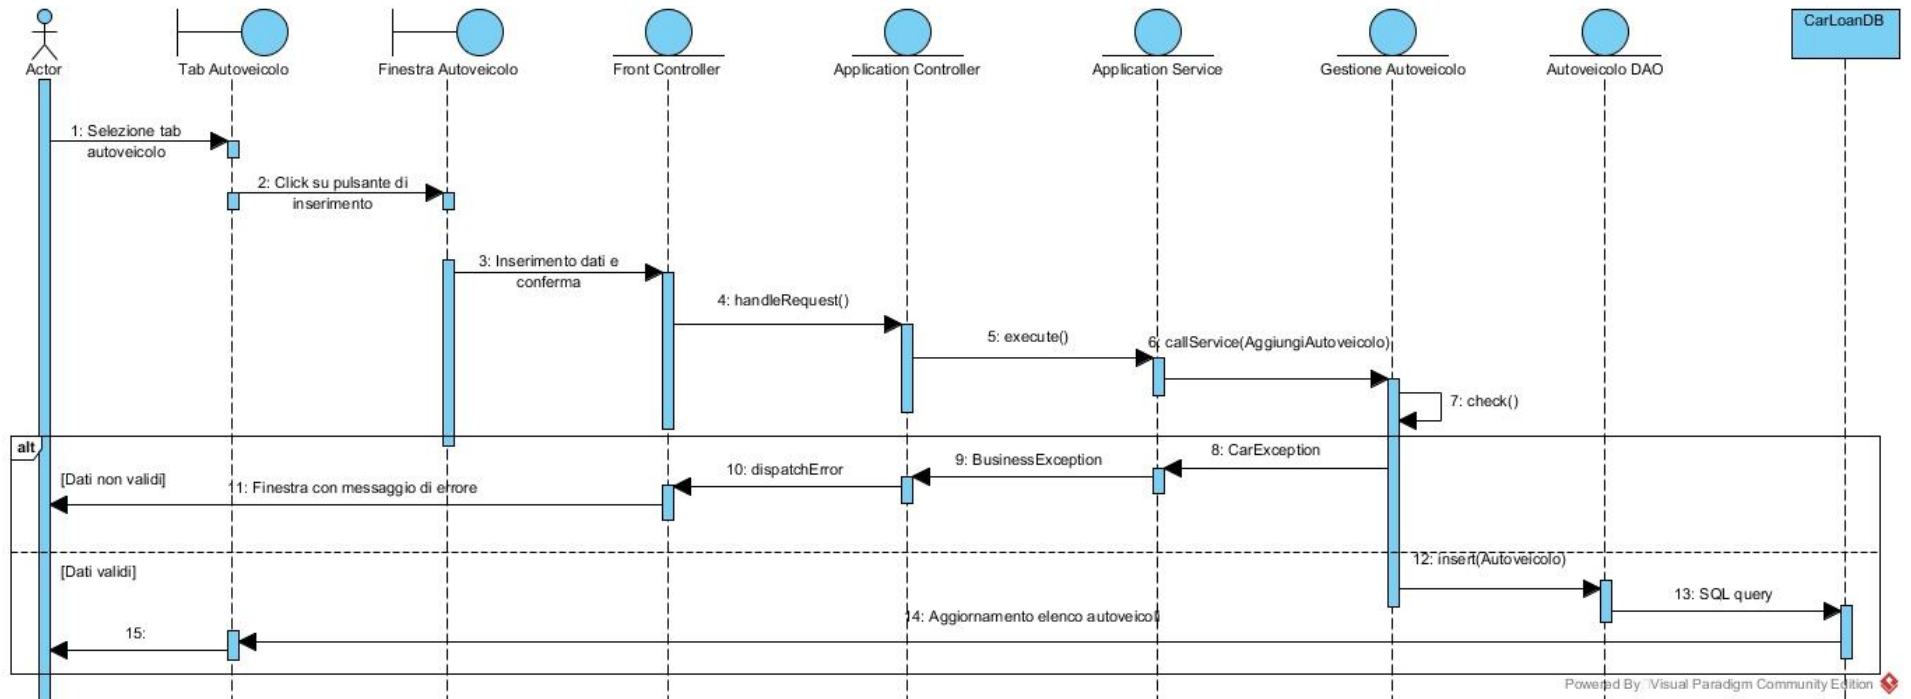 Actor
Tab Autoveicolo
Finestra Autoveicolo
Front Controller
Application Controller
Application Service
Gestione Autoveicolo
Autoveicolo DAO
CarLoanDB
1: Selezione tab
autoveicolo
2: Click su pulsante di
inserimento
3: Inserimento dati e
conferma
4: handleRequest()
5: execute()
6: callService(AggiungiAutoveicolo)
7: check()
alt
[Dati non validi]
8: CarException
9: BusinessException
10: dispatchError
11: Finestra con messaggio di errore
[Dati validi]
12: insert(Autoveicolo)
13: SQL query
14: Aggiornamento elenco autoveicoli
15:
Powered By Visual Paradigm Community Edition